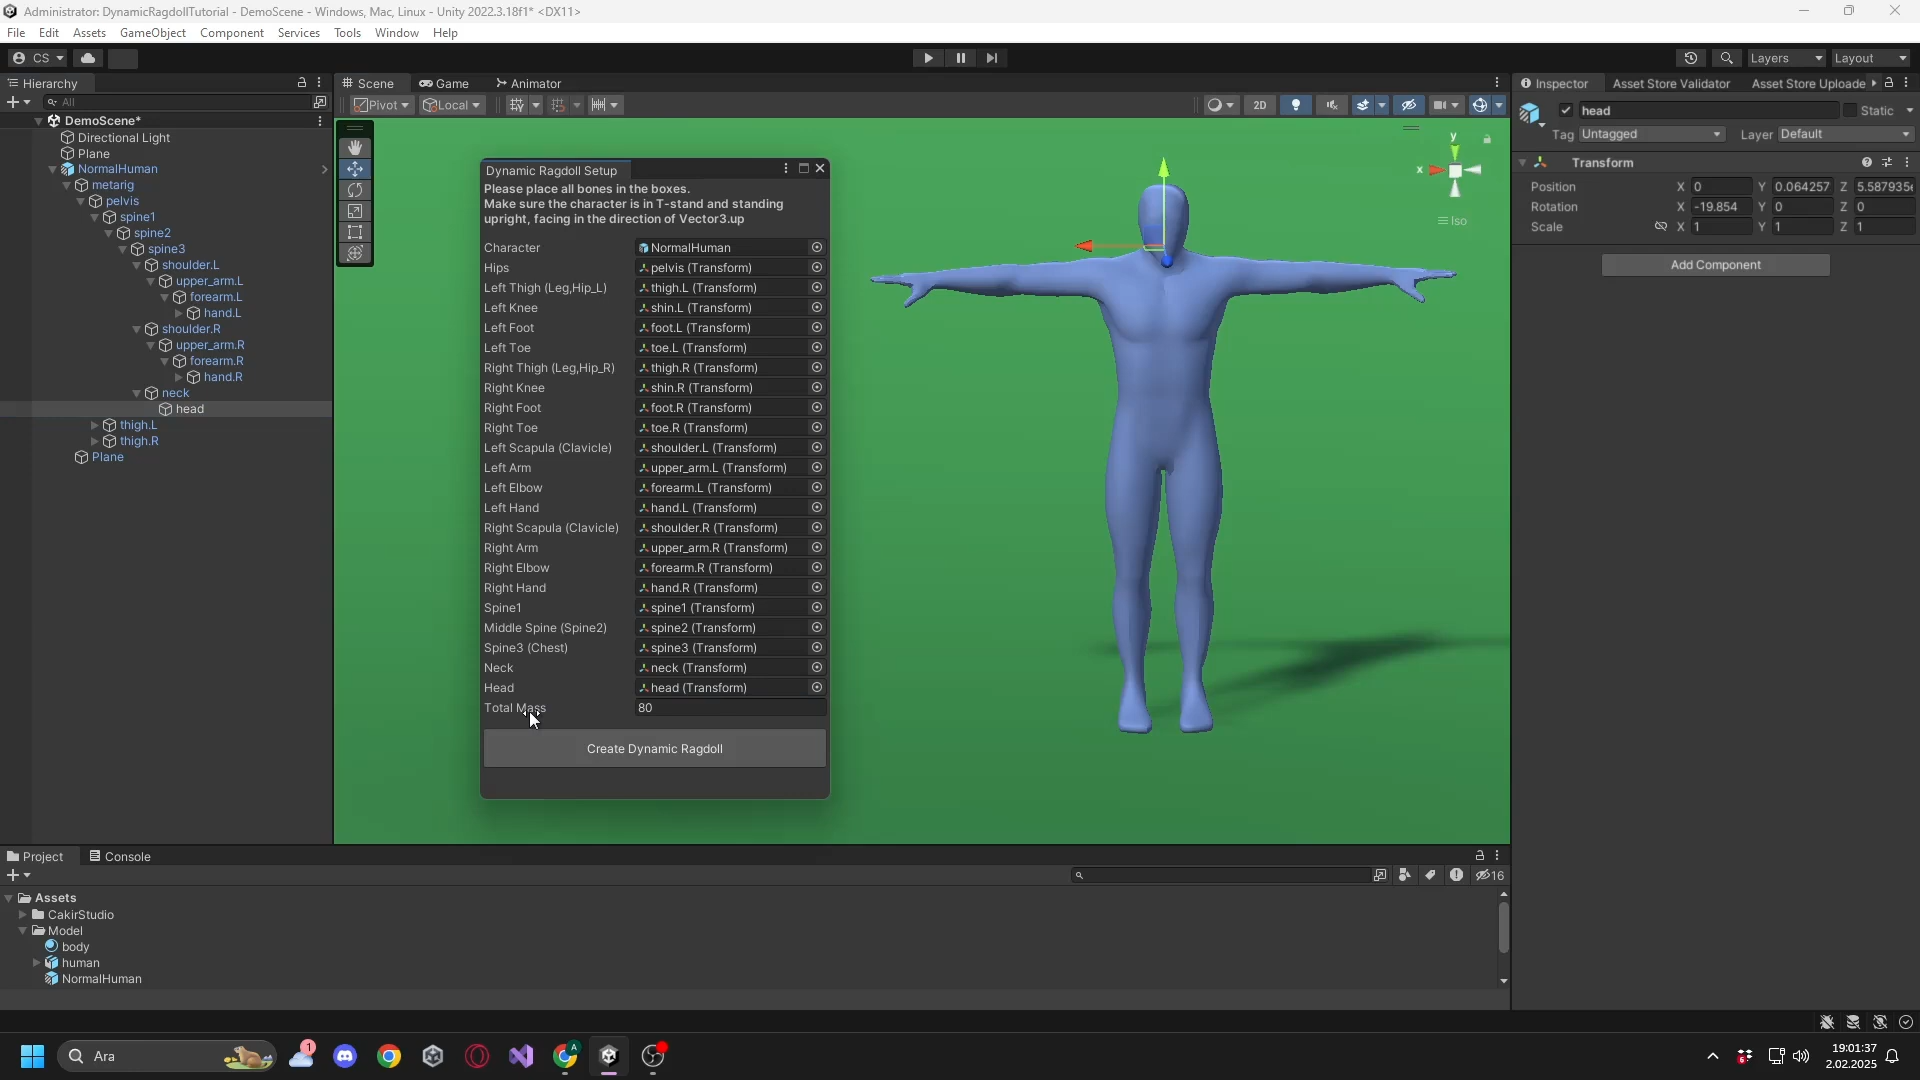 Administrator: DynamicRagdollTutorial - DemoScene - Windows, Mac, Linux - Unity 2022.3.18f1* <DX11>
File Edit Assets GameObject Component Services Tools Window Help
CS Layers Layout
Hierarchy
All
DemoScene*
Directional Light
Plane
NormalHuman
metarig
pelvis
spine1
spine2
spine3
shoulder.L
upper_arm.L
forearm.L
hand.L
shoulder.R
upper_arm.R
forearm.R
hand.R
neck
head
thigh.L
thigh.R
Plane
Scene Game Animator
Pivot Local 2D
y
x
Iso
Dynamic Ragdoll Setup
Please place all bones in the boxes.
Make sure the character is in T-stand and standing
upright, facing in the direction of Vector3.up
Character NormalHuman
Hips pelvis (Transform)
Left Thigh (Leg,Hip_L) thigh.L (Transform)
Left Knee shin.L (Transform)
Left Foot foot.L (Transform)
Left Toe toe.L (Transform)
Right Thigh (Leg,Hip_R) thigh.R (Transform)
Right Knee shin.R (Transform)
Right Foot foot.R (Transform)
Right Toe toe.R (Transform)
Left Scapula (Clavicle) shoulder.L (Transform)
Left Arm upper_arm.L (Transform)
Left Elbow forearm.L (Transform)
Left Hand hand.L (Transform)
Right Scapula (Clavicle) shoulder.R (Transform)
Right Arm upper_arm.R (Transform)
Right Elbow forearm.R (Transform)
Right Hand hand.R (Transform)
Spine1 spine1 (Transform)
Middle Spine (Spine2) spine2 (Transform)
Spine3 (Chest) spine3 (Transform)
Neck neck (Transform)
Head head (Transform)
Total Mass 80
Create Dynamic Ragdoll
Inspector Asset Store Validator Asset Store Uploade
head Static
Tag Untagged Layer Default
Transform
Position X 0 Y 0.064257 Z 5.587935e
Rotation X -19.854 Y 0 Z 0
Scale X 1 Y 1 Z 1
Add Component
Project Console
16
Assets
CakirStudio
Model
body
human
NormalHuman
Ara
1
A
19:01:37
2.02.2025